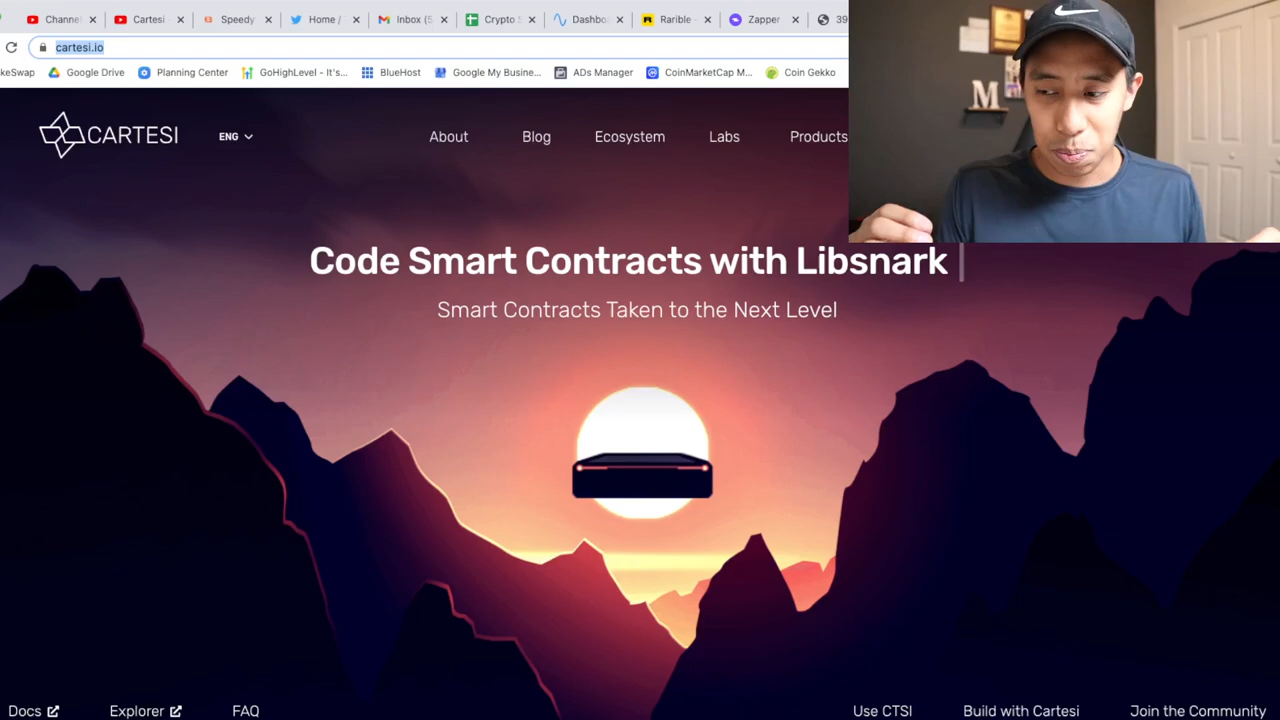 Channel
Cartesi -
Speedy
Home /
Inbox (5
Crypto
Dashbo
Rarible -
Zapper
39
cartesi.io
keSwap
Google Drive
Planning Center
GoHighLevel - It's...
BlueHost
Google My Busine...
ADs Manager
CoinMarketCap M...
Coin Gekko
CARTESI
ENG
About
Blog
Ecosystem
Labs
Products
M
Code Smart Contracts with Libsnark
Smart Contracts Taken to the Next Level
Docs
Explorer
FAQ
Use CTSI
Build with Cartesi
Join the Community